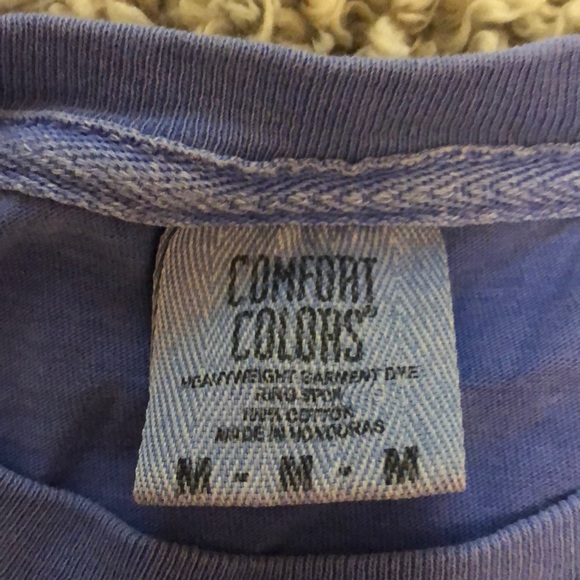 COMFORT
COLORS®
HEAVYWEIGHT GARMENT DYE
RING SPUN
100% COTTON
MADE IN HONDURAS
M - M - M